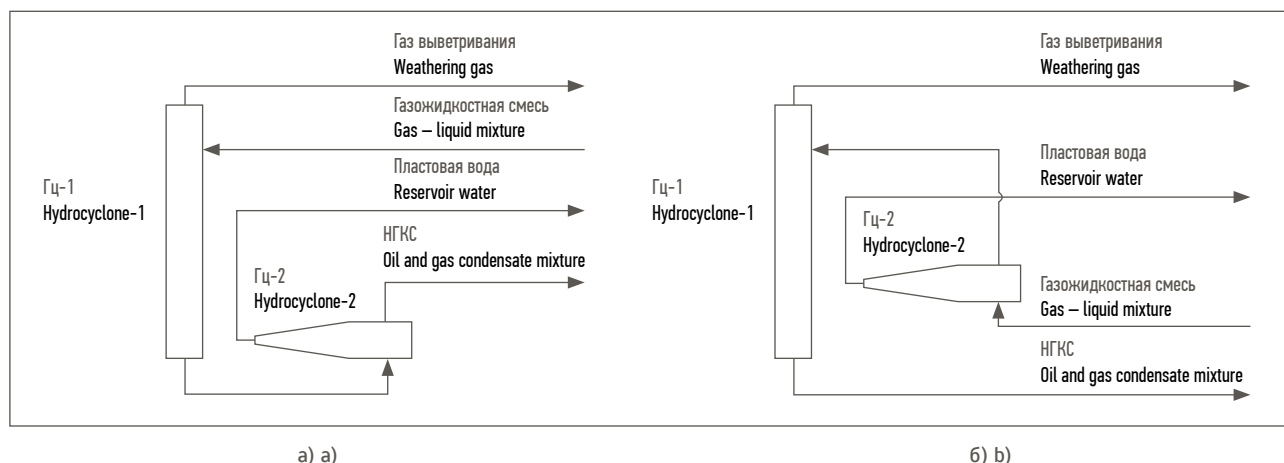 Газ выветривания
Weathering gas
Газожидкостная смесь
Gas – liquid mixture
Пластовая вода
Reservoir water
Гц-1
Hydrocyclone-1
НГКС
Oil and gas condensate mixture
Гц-2
Hydrocyclone-2
а) a)
Газ выветривания
Weathering gas
Пластовая вода
Reservoir water
Гц-1
Hydrocyclone-1
Гц-2
Hydrocyclone-2
Газожидкостная смесь
Gas – liquid mixture
НГКС
Oil and gas condensate mixture
б) b)